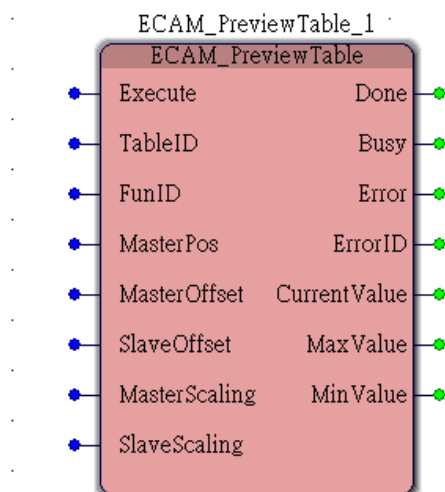 ECAM_PreviewTable_1
ECAM_PreviewTable
Execute Done
TableID Busy
FunID Error
MasterPos ErrorID
MasterOffset CurrentValue
SlaveOffset MaxValue
MasterScaling MinValue
SlaveScaling